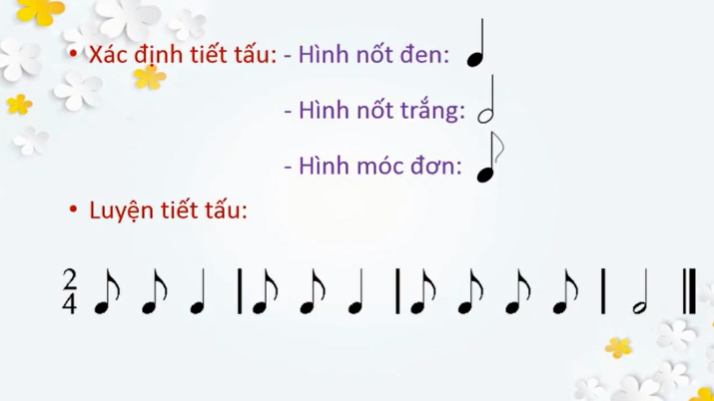 • Xác định tiết tấu: - Hình nốt đen:
- Hình nốt trắng:
- Hình móc đơn:
• Luyện tiết tấu:
2
4